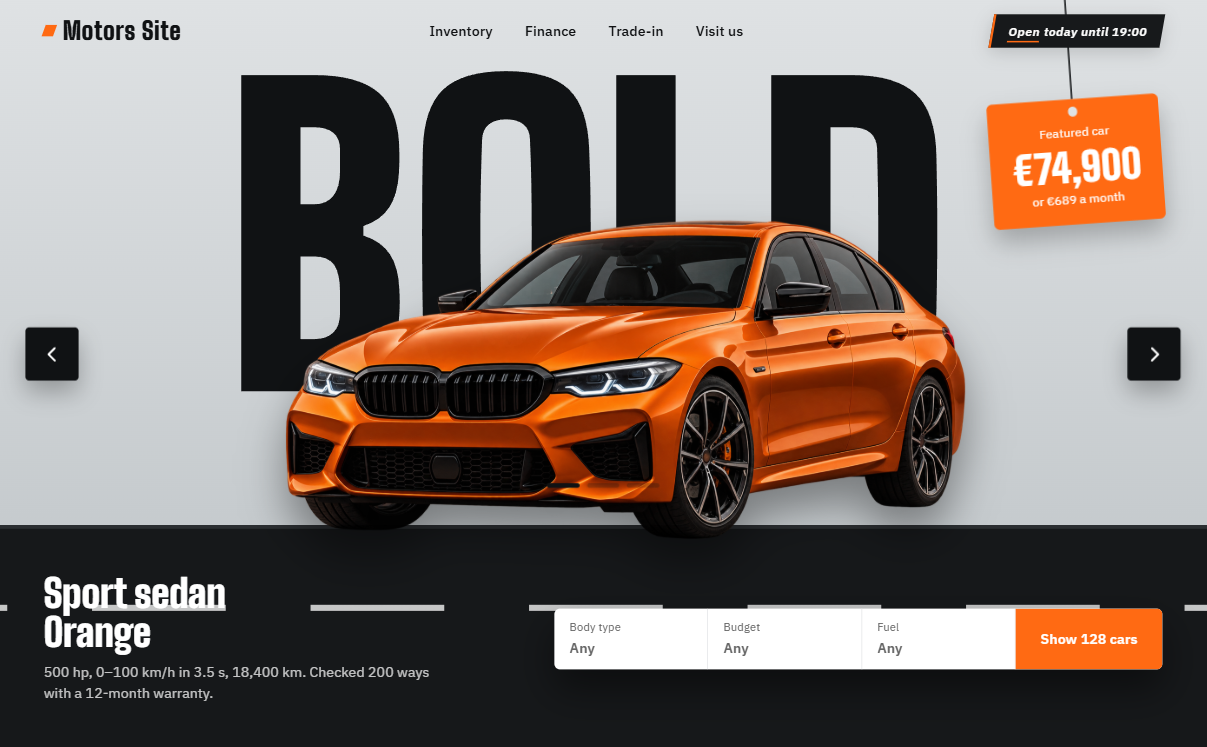 Motors Site
Inventory
Finance
Trade-in
Visit us
Open today until 19:00
BOLD
Featured car
€74,900
or €689 a month
Sport sedan
Orange
500 hp, 0–100 km/h in 3.5 s, 18,400 km. Checked 200 ways
with a 12-month warranty.
Body type
Any
Budget
Any
Fuel
Any
Show 128 cars